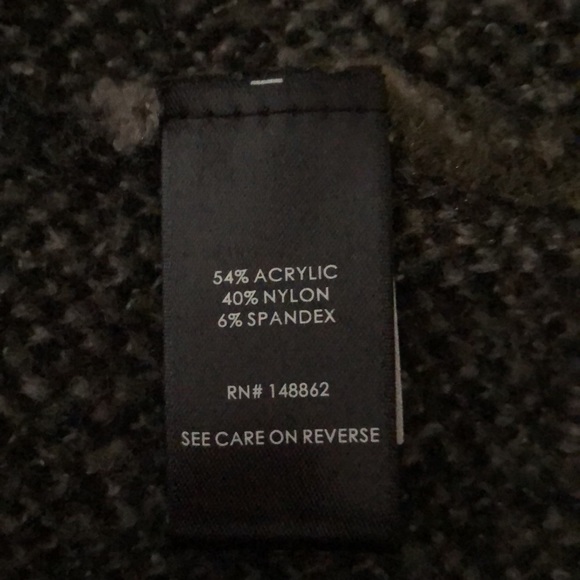 54% ACRYLIC
40% NYLON
6% SPANDEX
RN# 148862
SEE CARE ON REVERSE